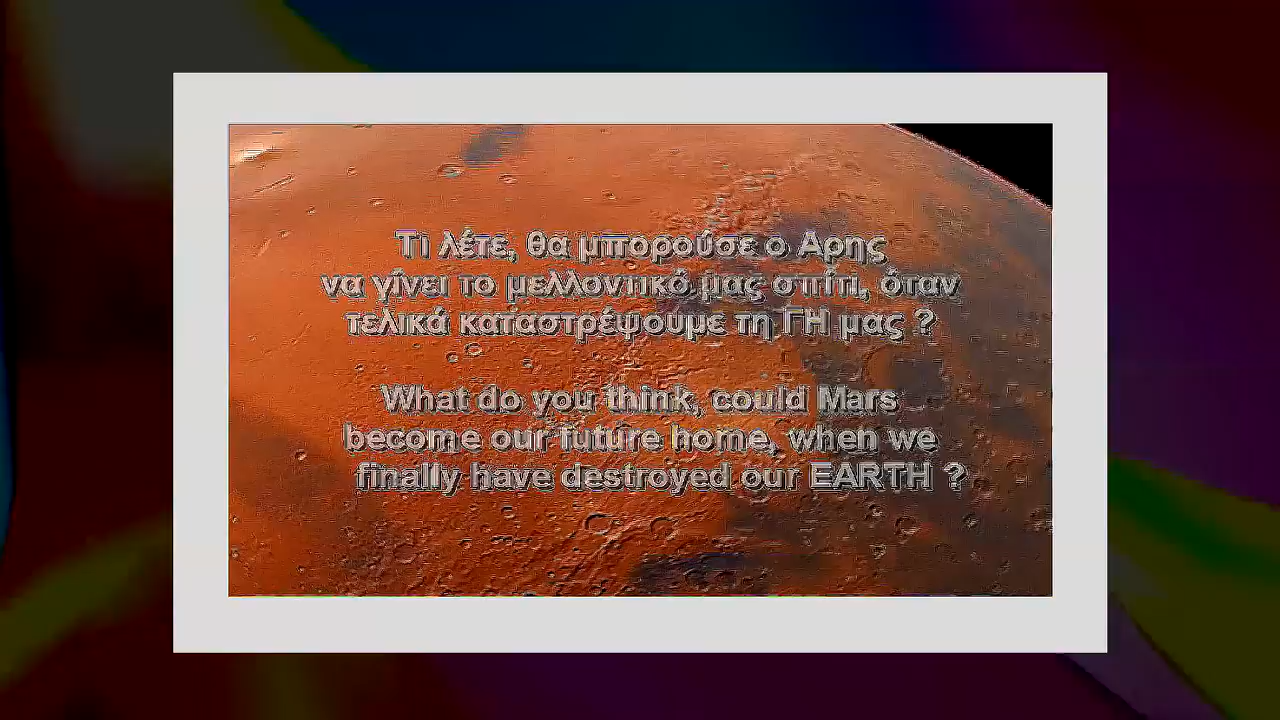 Τι λέτε, θα μπορούσε ο Αρης
να γίνει το μελλοντικό μας σπίτι, όταν
τελικά καταστρέψουμε τη ΓΗ μας ?
What do you think, could Mars
become our future home, when we
finally have destroyed our EARTH ?